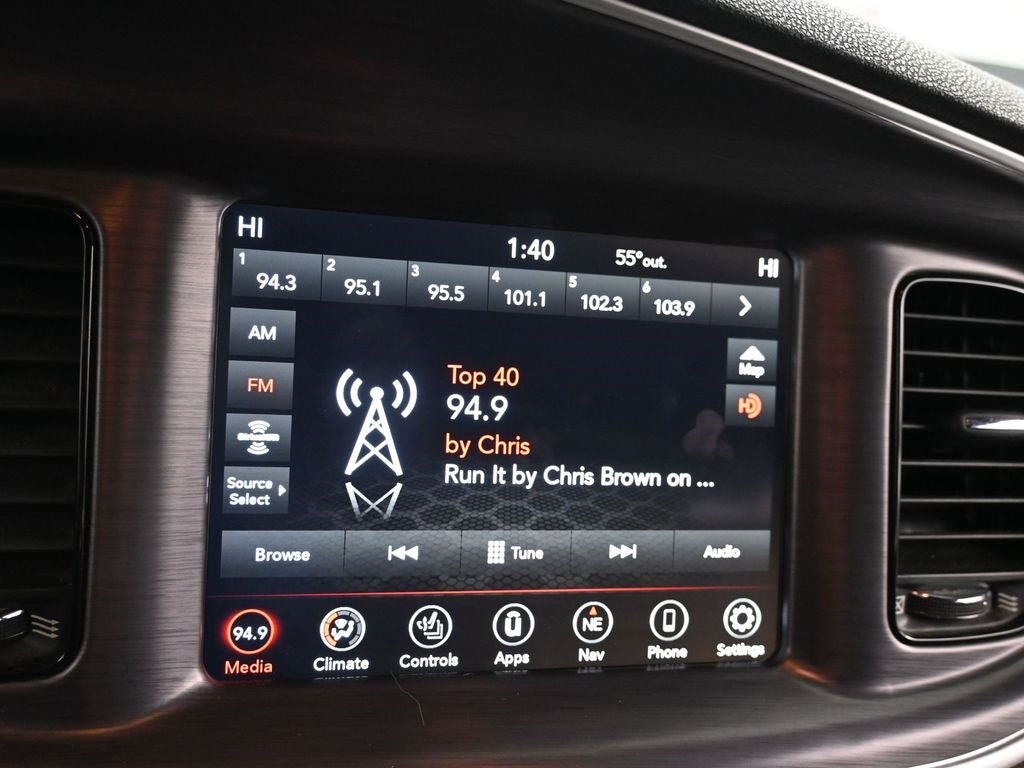 HI 1:40 55°out. HI
1 94.3 2 95.1 3 95.5 4 101.1 5 102.3 6 103.9
AM
FM
SiriusXM
Source
Select
Top 40
94.9
by Chris
Run It by Chris Brown on ...
Map
HD
Browse Tune Audio
94.9 NE
Media Climate Controls Apps Nav Phone Settings